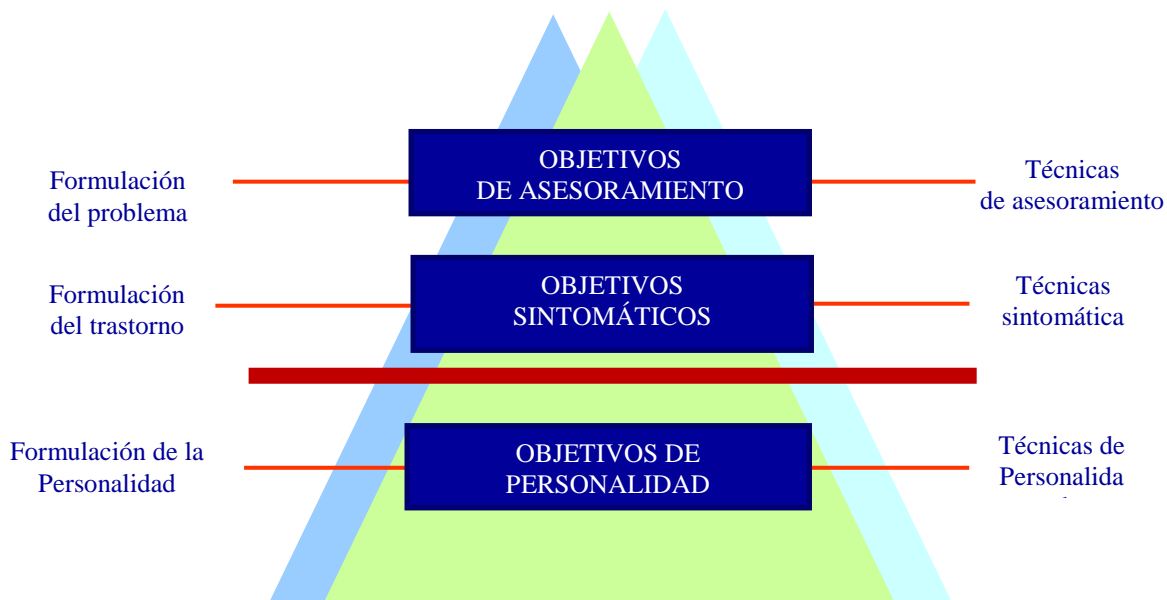 OBJETIVOS
DE ASESORAMIENTO
Formulación
del problema
Técnicas
de asesoramiento
OBJETIVOS
SINTOMÁTICOS
Formulación
del trastorno
Técnicas
sintomática
OBJETIVOS DE
PERSONALIDAD
Formulación de la
Personalidad
Técnicas de
Personalida